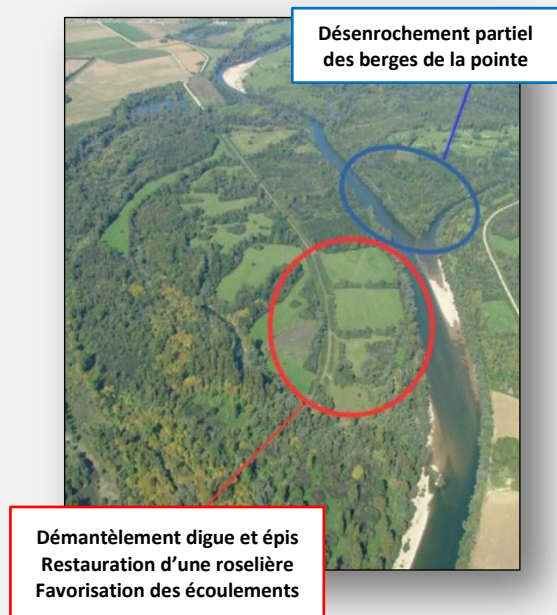 Désenrochement partiel
des berges de la pointe
Démantèlement digue et épis
Restauration d’une roselière
Favorisation des écoulements